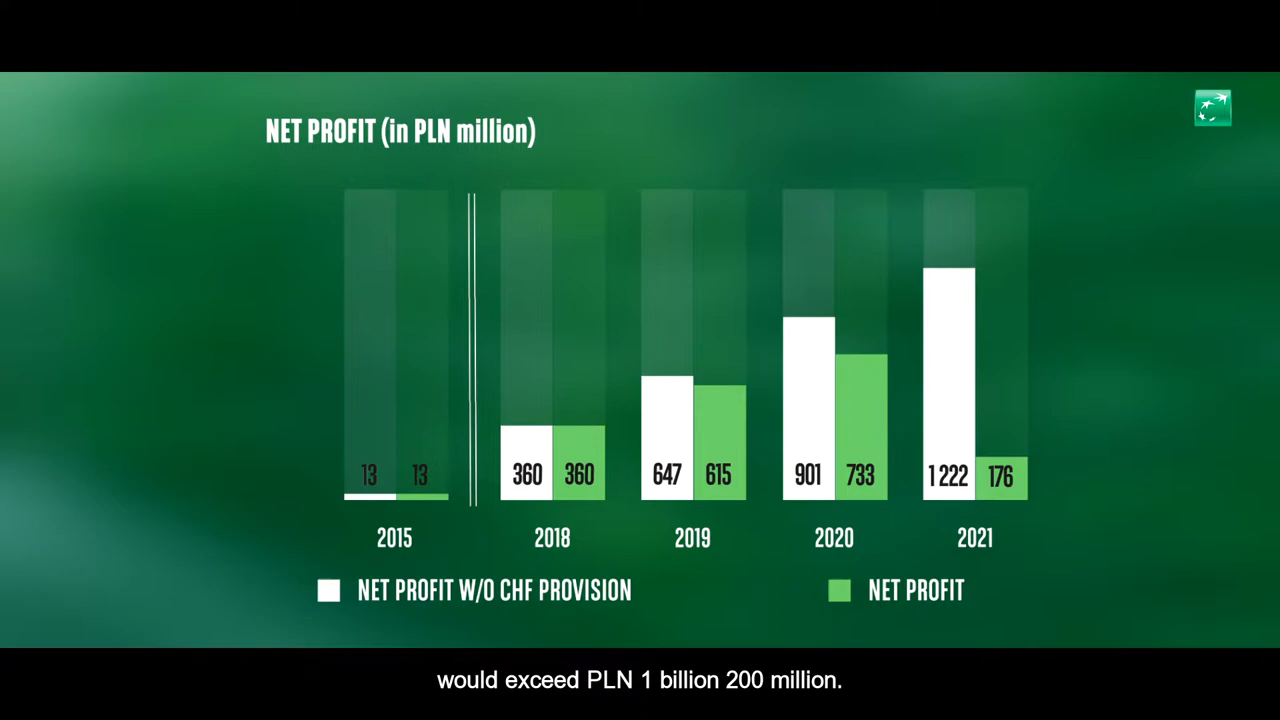 NET PROFIT (in PLN million)
13 13 360 360 647 615 901 733 1 222 176
2015 2018 2019 2020 2021
NET PROFIT W/O CHF PROVISION NET PROFIT
would exceed PLN 1 billion 200 million.